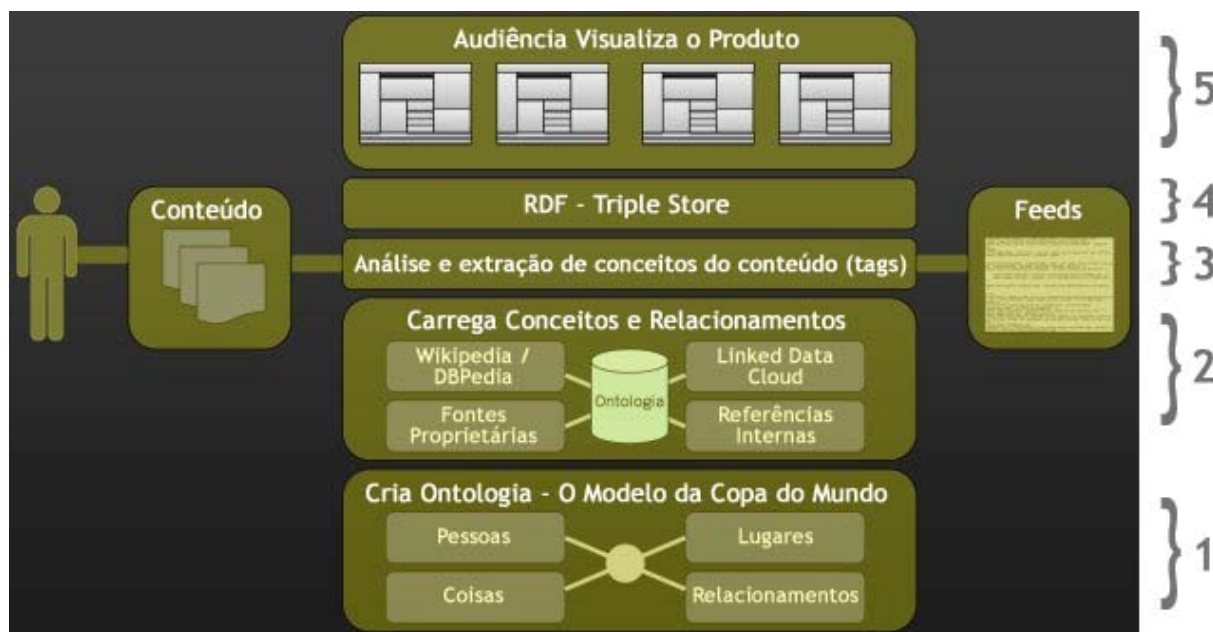 Audiência Visualiza o Produto
5
RDF - Triple Store
4
Conteúdo
Feeds
Análise e extração de conceitos do conteúdo (tags)
3
Carrega Conceitos e Relacionamentos
Wikipedia /
DBPedia
Linked Data
Cloud
Ontologia
Fontes
Proprietárias
Referências
Internas
2
Cria Ontologia - O Modelo da Copa do Mundo
Pessoas
Lugares
Coisas
Relacionamentos
1